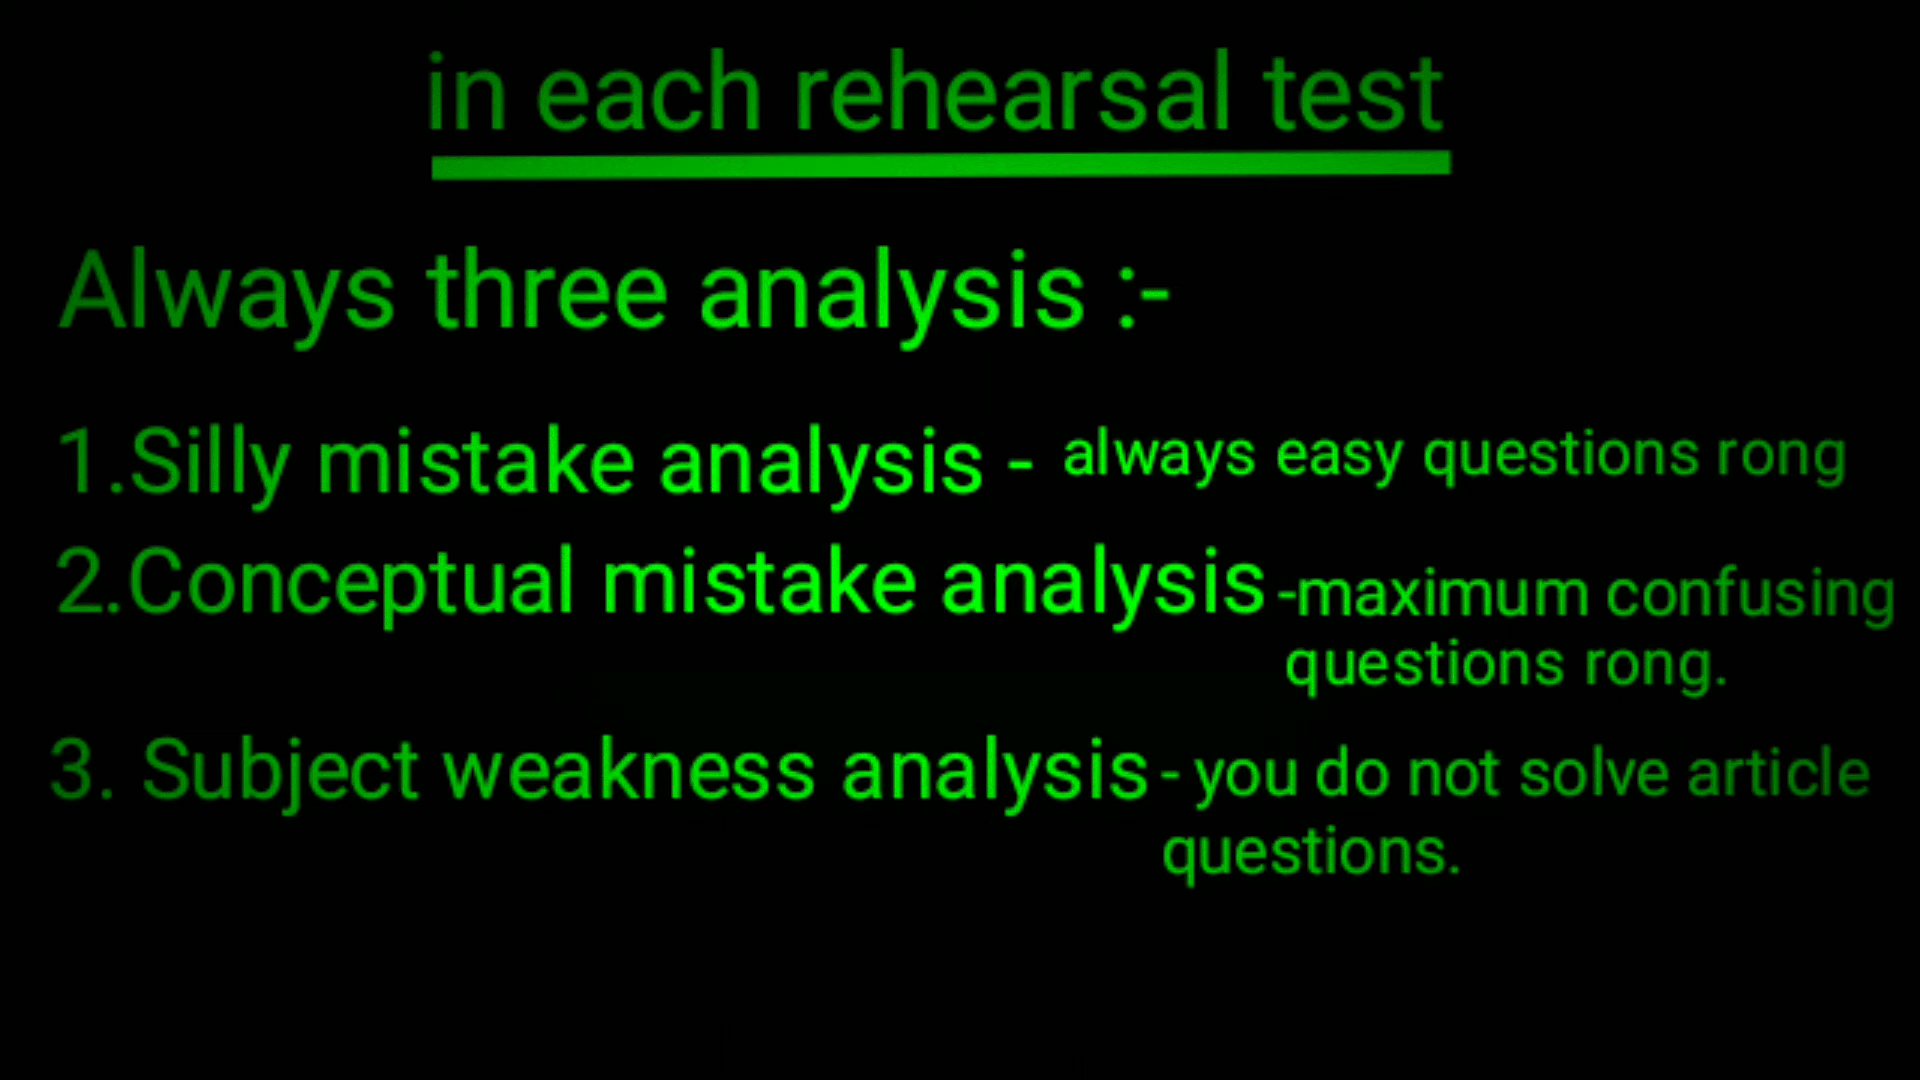 in each rehearsal test
Always three analysis :-
1.Silly mistake analysis - always easy questions rong
2.Conceptual mistake analysis -maximum confusing
questions rong.
3. Subject weakness analysis - you do not solve article
questions.